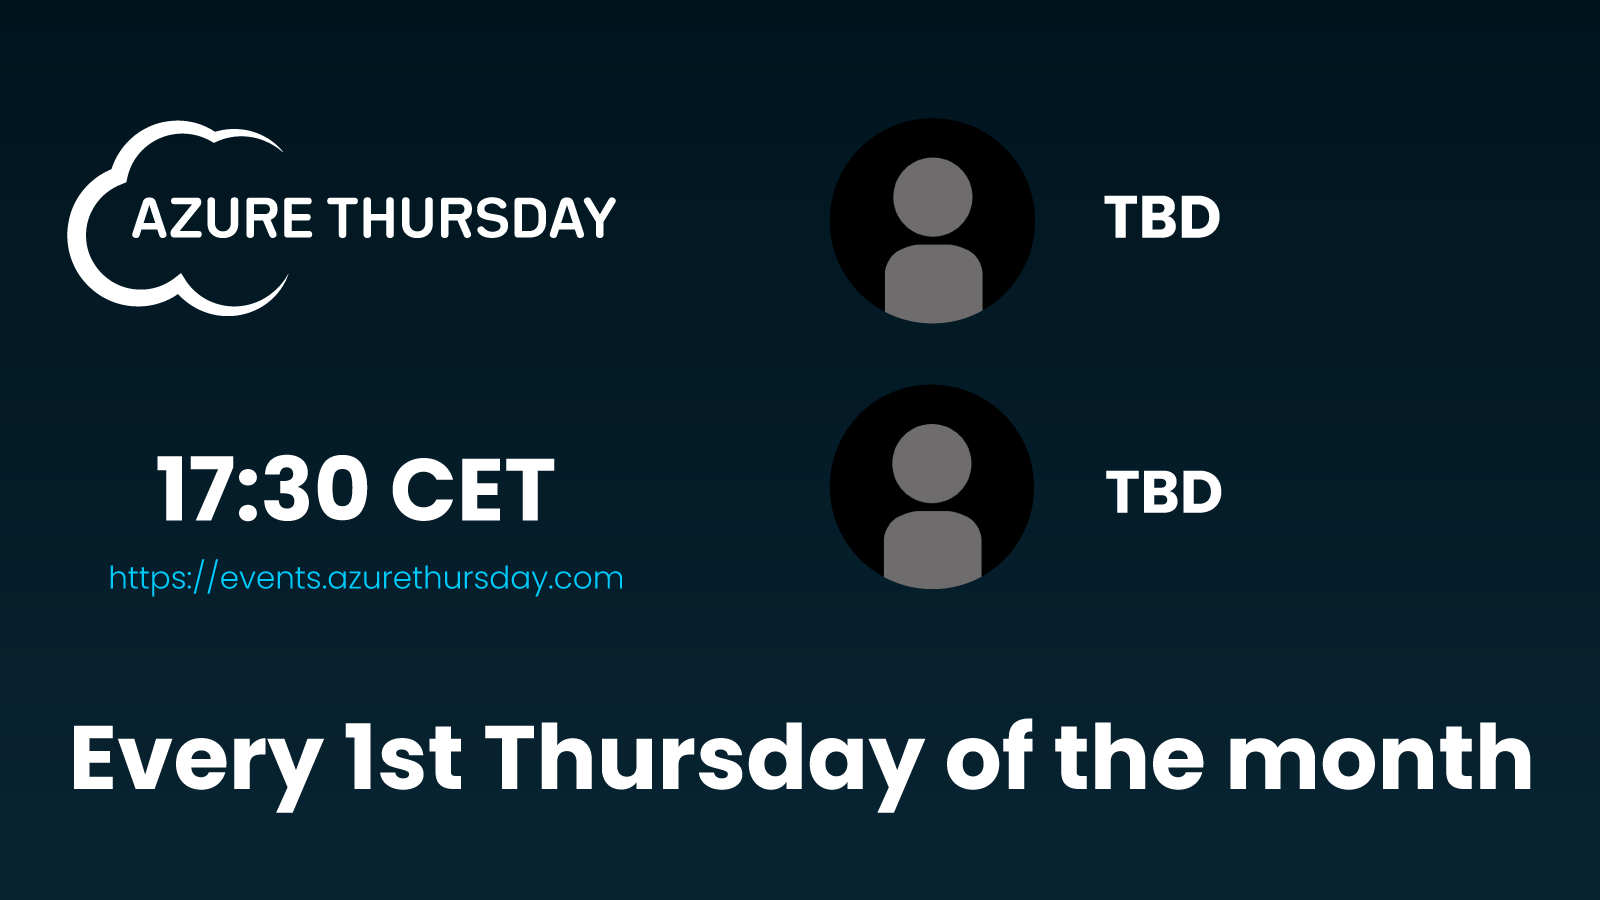 AZURE THURSDAY
TBD
17:30 CET
TBD
https://events.azurethursday.com
Every 1st Thursday of the month